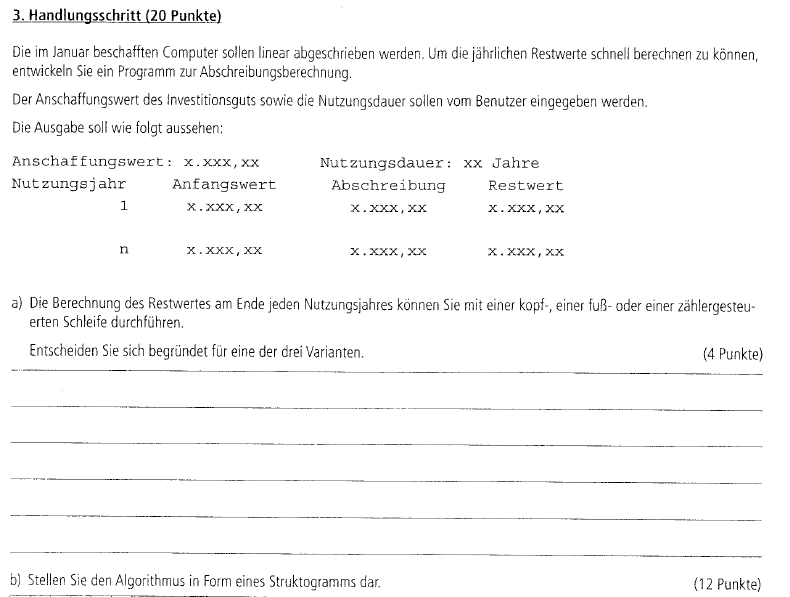 3. Handlungsschritt (20 Punkte)
Die im Januar beschafften Computer sollen linear abgeschrieben werden. Um die jährlichen Restwerte schnell berechnen zu können,
entwickeln Sie ein Programm zur Abschreibungsberechnung.
Der Anschaffungswert des Investitionsguts sowie die Nutzungsdauer sollen vom Benutzer eingegeben werden.
Die Ausgabe soll wie folgt aussehen:
Anschaffungswert: x.xxx,xx Nutzungsdauer: xx Jahre
Nutzungsjahr Anfangswert Abschreibung Restwert
1 x.xxx,xx x.xxx,xx x.xxx,xx
n x.xxx,xx x.xxx,xx x.xxx,xx
a) Die Berechnung des Restwertes am Ende jeden Nutzungsjahres können Sie mit einer kopf-, einer fuß- oder einer zählergesteu-
erten Schleife durchführen.
Entscheiden Sie sich begründet für eine der drei Varianten. (4 Punkte)
b) Stellen Sie den Algorithmus in Form eines Struktogramms dar. (12 Punkte)